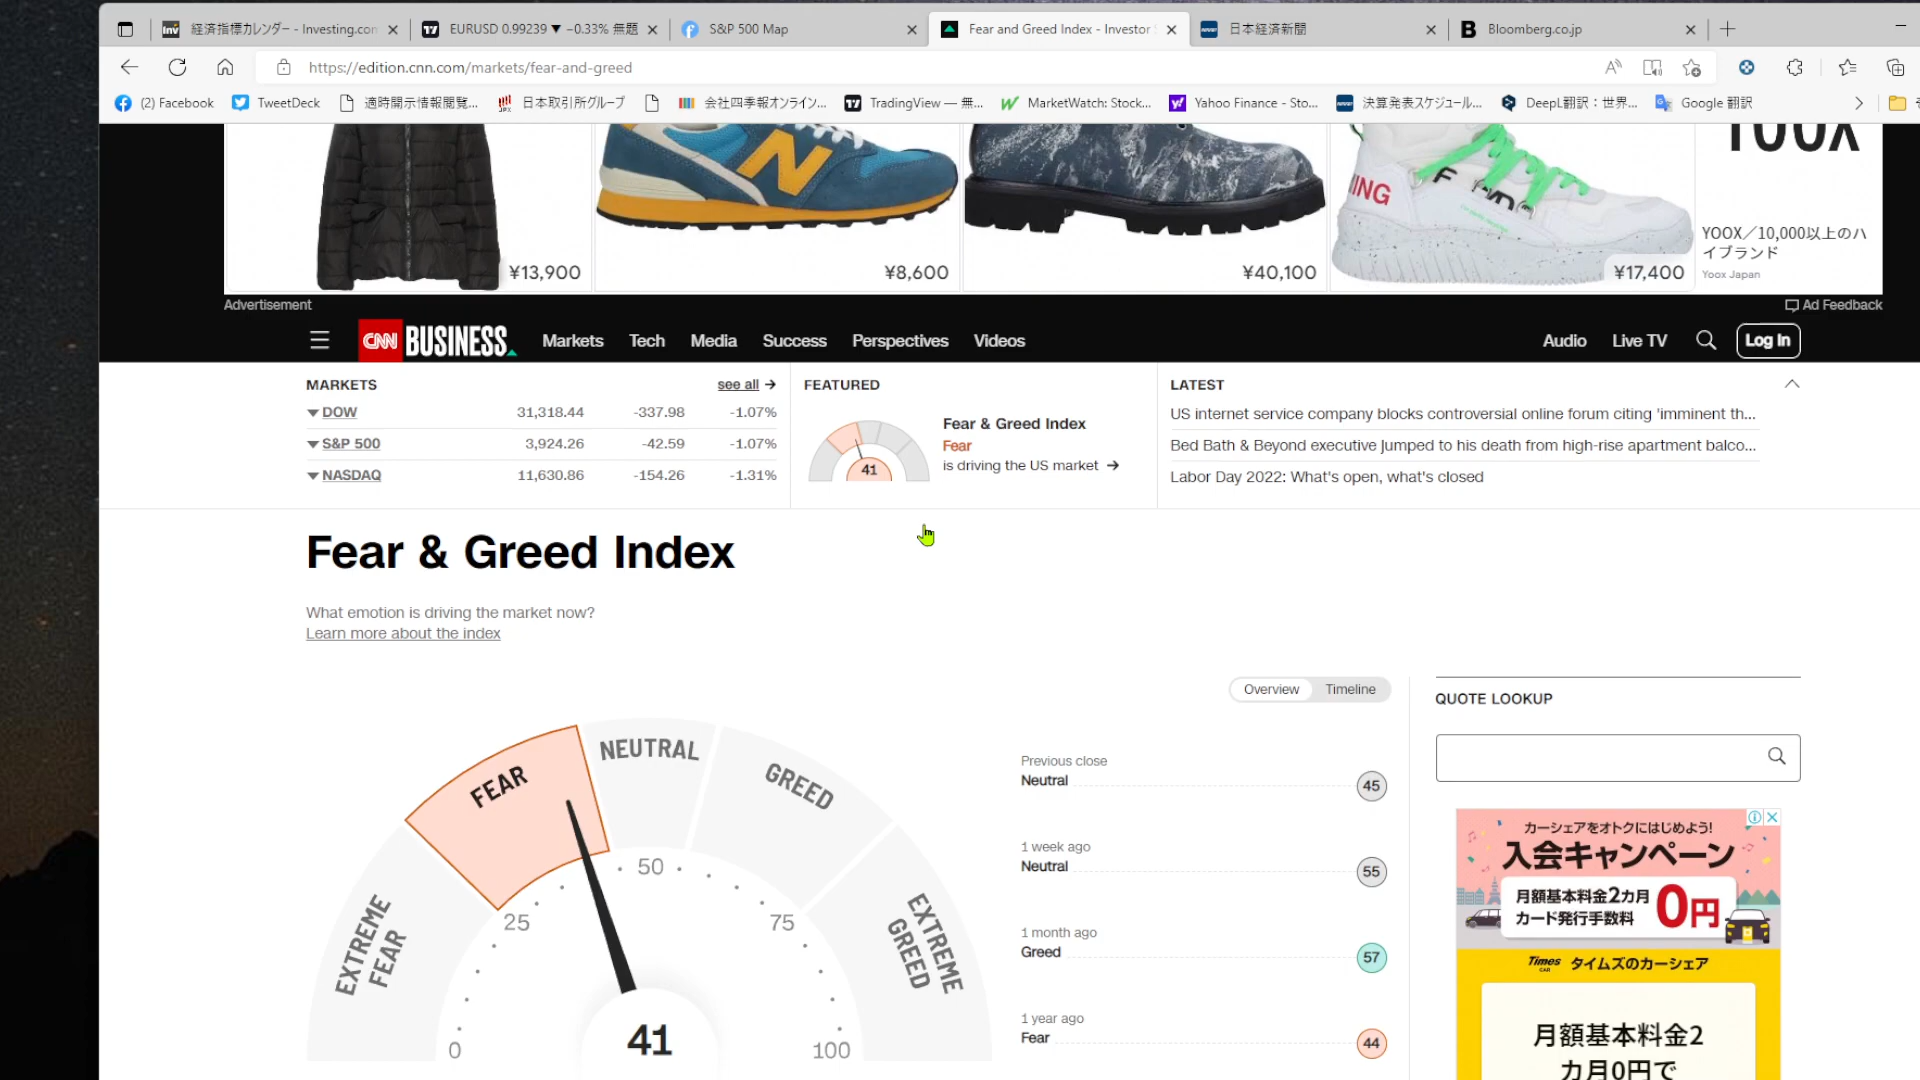 経済指標カレンダー - Investing.con
EURUSD 0.99239 ▼ −0.33% 無題
S&P 500 Map
Fear and Greed Index - Investor
日本経済新聞
Bloomberg.co.jp
https://edition.cnn.com/markets/fear-and-greed
(2) Facebook
TweetDeck
適時開示情報閲覧...
日本取引所グループ
会社四季報オンライン...
TradingView — 無...
MarketWatch: Stock...
Yahoo Finance - Sto...
決算発表スケジュール...
DeepL翻訳：世界...
Google 翻訳
N
¥13,900
¥8,600
¥40,100
¥17,400
YOOX
YOOX／10,000以上のハ
イブランド
Yoox Japan
Advertisement
Ad Feedback
CNN BUSINESS
Markets
Tech
Media
Success
Perspectives
Videos
Audio
Live TV
Log In
MARKETS
see all →
DOW 31,318.44 -337.98 -1.07%
S&P 500 3,924.26 -42.59 -1.07%
NASDAQ 11,630.86 -154.26 -1.31%
FEATURED
41
Fear & Greed Index
Fear
is driving the US market →
LATEST
US internet service company blocks controversial online forum citing 'imminent th...
Bed Bath & Beyond executive jumped to his death from high-rise apartment balco...
Labor Day 2022: What's open, what's closed
Fear & Greed Index
What emotion is driving the market now?
Learn more about the index
Overview
Timeline
EXTREME
FEAR
FEAR
NEUTRAL
GREED
EXTREME
GREED
0
25
50
75
100
41
Previous close
Neutral 45
1 week ago
Neutral 55
1 month ago
Greed 57
1 year ago
Fear 44
QUOTE LOOKUP
カーシェアをオトクにはじめよう!
入会キャンペーン
月額基本料金2カ月
カード発行手数料
0円
Times CAR タイムズのカーシェア
月額基本料金2
カ月0円で